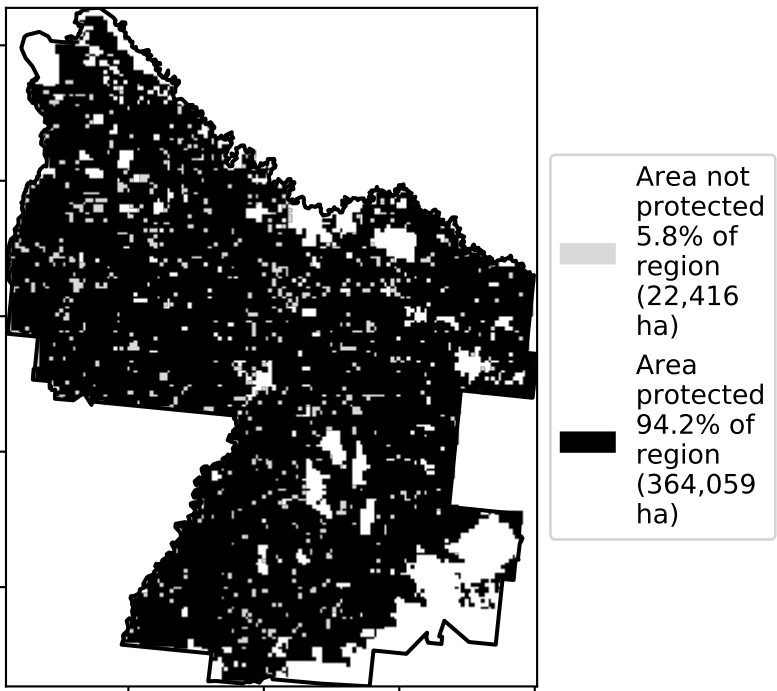 Area not
protected
5.8% of
region
(22,416
ha)
Area
protected
94.2% of
region
(364,059
ha)